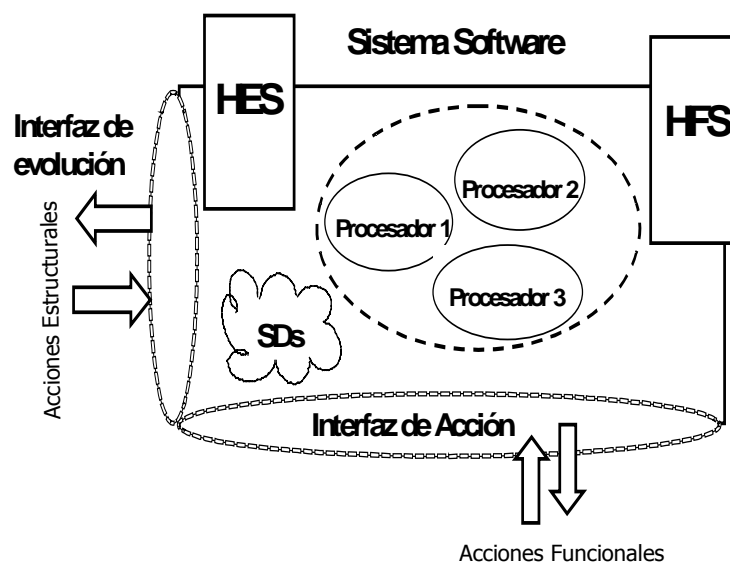 Sistema Software
HES
HFS
Interfaz de
evolución
Procesador 2
Procesador 1
Procesador 3
Acciones Estructurales
SDs
Interfaz de Acción
Acciones Funcionales